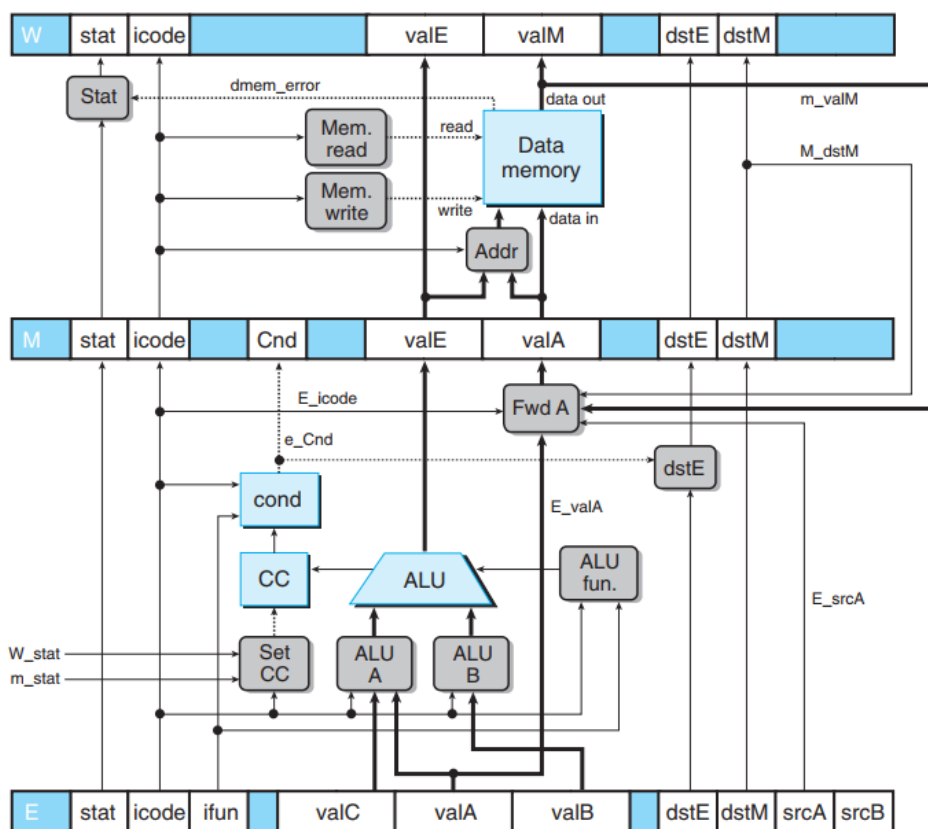 W stat icode valE valM dstE dstM
Stat
dmem_error
data out
m_valM
Mem.
read
read
Data
memory
M_dstM
Mem.
write
write
data in
Addr
M stat icode Cnd valE valA dstE dstM
E_icode
Fwd A
e_Cnd
dstE
cond
E_valA
CC
ALU
ALU
fun.
E_srcA
W_stat
m_stat
Set
CC
ALU
A
ALU
B
E stat icode ifun valC valA valB dstE dstM srcA srcB